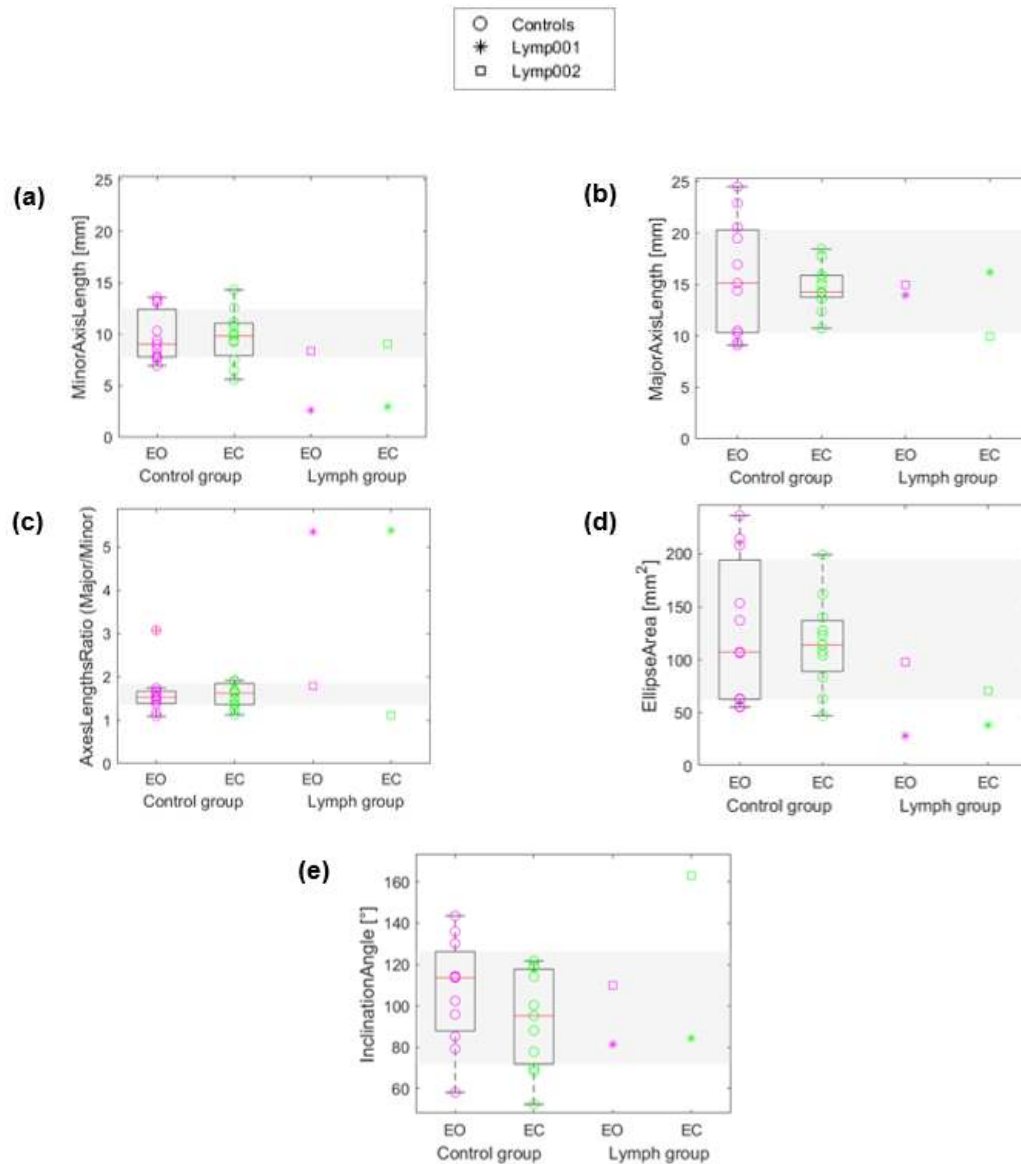 Controls
Lymp001
Lymp002
(a)
MinorAxisLength [mm]
25
20
15
10
5
0
EO EC EO EC
Control group Lymph group
(b)
MajorAxisLength [mm]
25
20
15
10
5
0
EO EC EO EC
Control group Lymph group
(c)
AxesLengthsRatio (Major/Minor)
5
4
3
2
1
0
EO EC EO EC
Control group Lymph group
(d)
EllipseArea [mm²]
200
150
100
50
0
EO EC EO EC
Control group Lymph group
(e)
InclinationAngle [°]
160
140
120
100
80
60
EO EC EO EC
Control group Lymph group